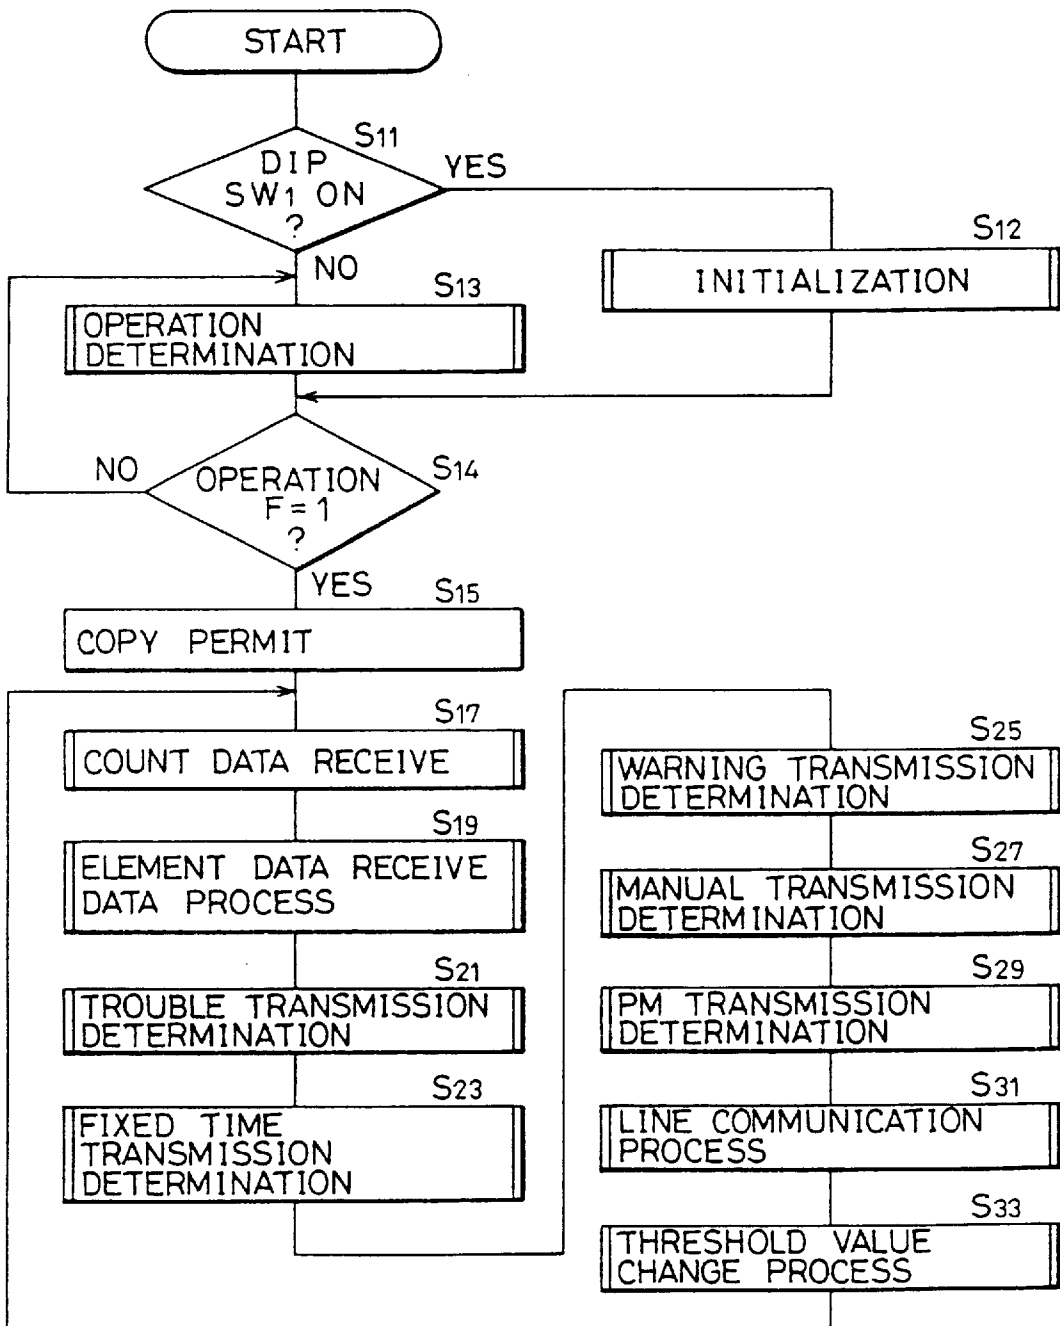 START
S11
DIP
SW1 ON
?
YES
S12
INITIALIZATION
NO
S13
OPERATION
DETERMINATION
NO
S14
OPERATION
F=1
?
YES
S15
COPY PERMIT
S17
COUNT DATA RECEIVE
S19
ELEMENT DATA RECEIVE
DATA PROCESS
S21
TROUBLE TRANSMISSION
DETERMINATION
S23
FIXED TIME
TRANSMISSION
DETERMINATION
S25
WARNING TRANSMISSION
DETERMINATION
S27
MANUAL TRANSMISSION
DETERMINATION
S29
PM TRANSMISSION
DETERMINATION
S31
LINE COMMUNICATION
PROCESS
S33
THRESHOLD VALUE
CHANGE PROCESS